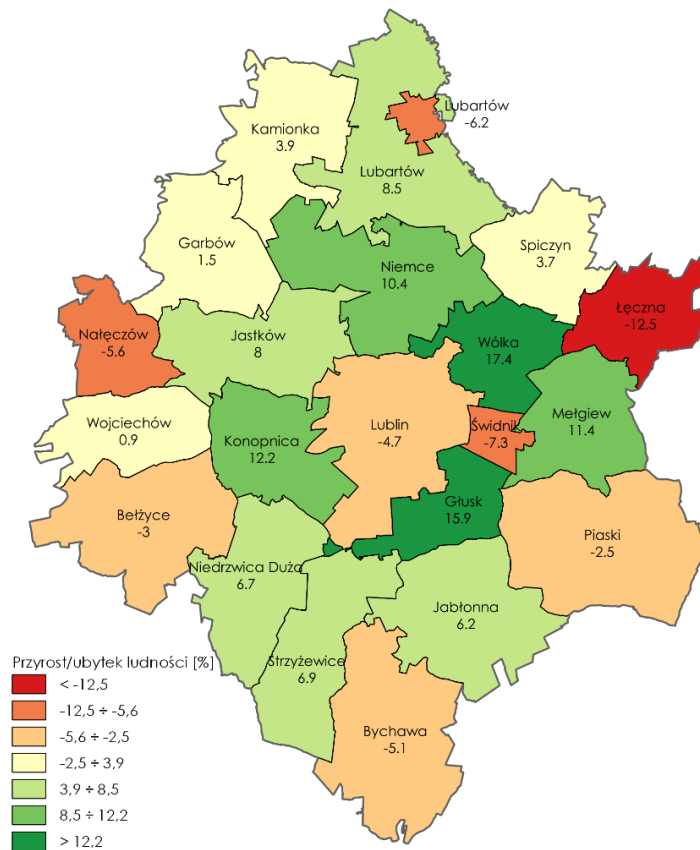 Lubartów
-6.2
Kamionka
3.9
Lubartów
8.5
Garbów
1.5
Spiczyn
3.7
Niemce
10.4
Łęczna
-12.5
Nałęczów
-5.6
Jastków
8
Wólka
17.4
Wojciechów
0.9
Lublin
-4.7
Świdnik
-7.3
Mełgiew
11.4
Konopnica
12.2
Bełżyce
-3
Głusk
15.9
Piaski
-2.5
Niedrzwica Duża
6.7
Jabłonna
6.2
Strzyżewice
6.9
Bychawa
-5.1
Przyrost/ubytek ludności [%]
< -12,5
-12,5 ÷ -5,6
-5,6 ÷ -2,5
-2,5 ÷ 3,9
3,9 ÷ 8,5
8,5 ÷ 12,2
> 12,2